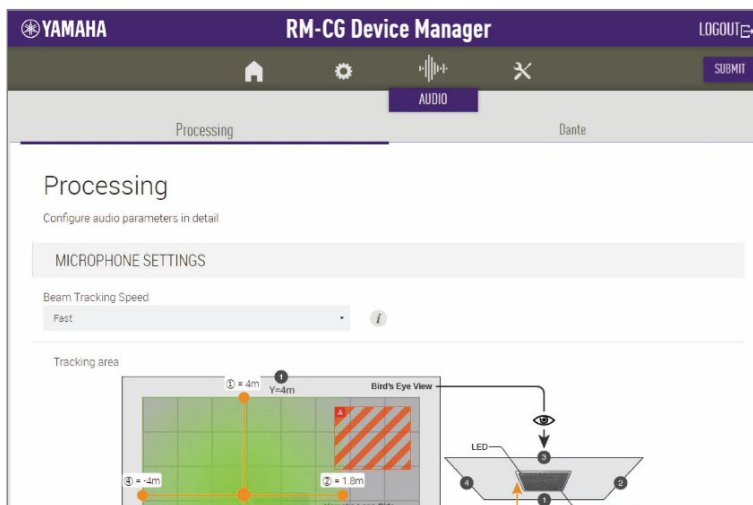 YAMAHA RM-CG Device Manager LOGOUT
SUBMIT
AUDIO
Processing Dante
Processing
Configure audio parameters in detail
MICROPHONE SETTINGS
Beam Tracking Speed
Fast i
Tracking area
① = 4m 1 Bird's Eye View
Y=4m
A
LED
3
④ = -4m ② = 1.8m 4 2
1